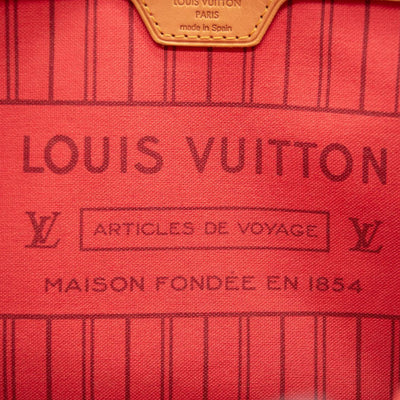 LOUIS VUITTON
PARIS
made in Spain
LOUIS VUITTON
LV ARTICLES DE VOYAGE LV
MAISON FONDÉE EN 1854